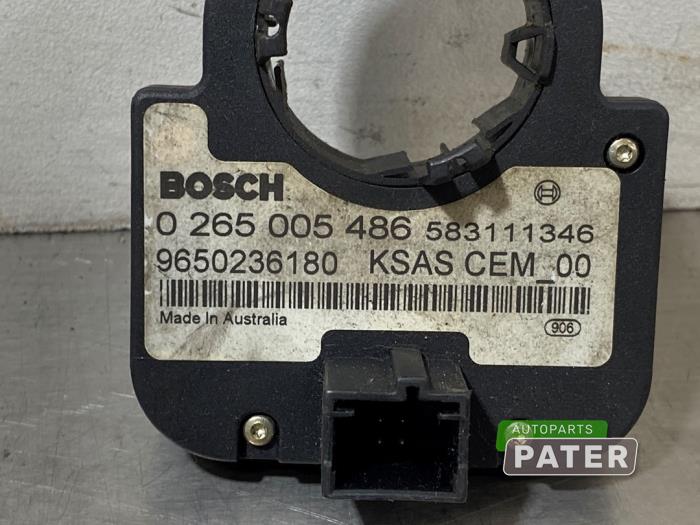 BOSCH
0 265 005 486 583111346
9650236180 KSAS CEM_00
Made In Australia
906
AUTOPARTS
PATER